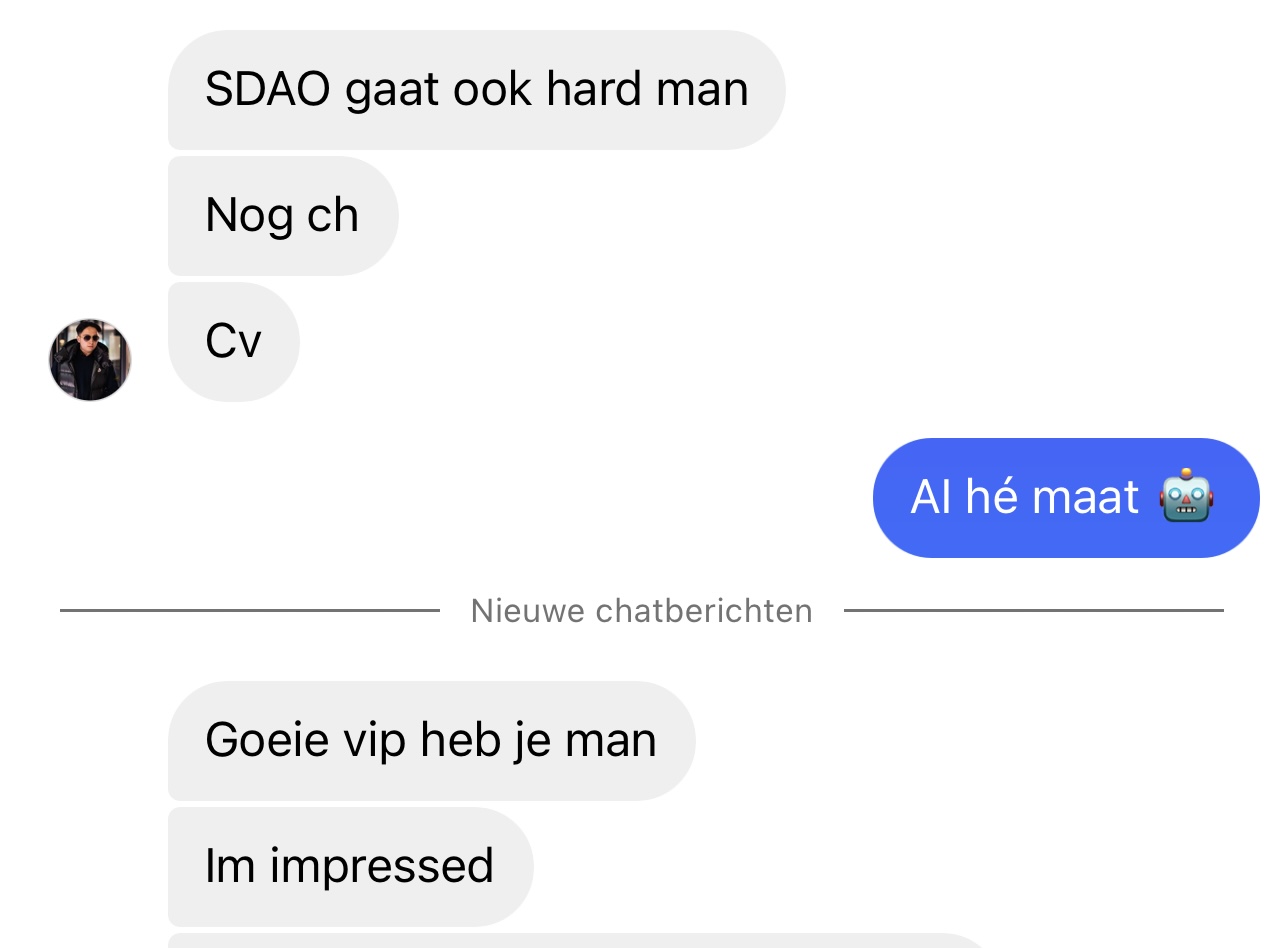 SDAO gaat ook hard man
Nog ch
Cv
AI hé maat 🤖
Nieuwe chatberichten
Goeie vip heb je man
Im impressed